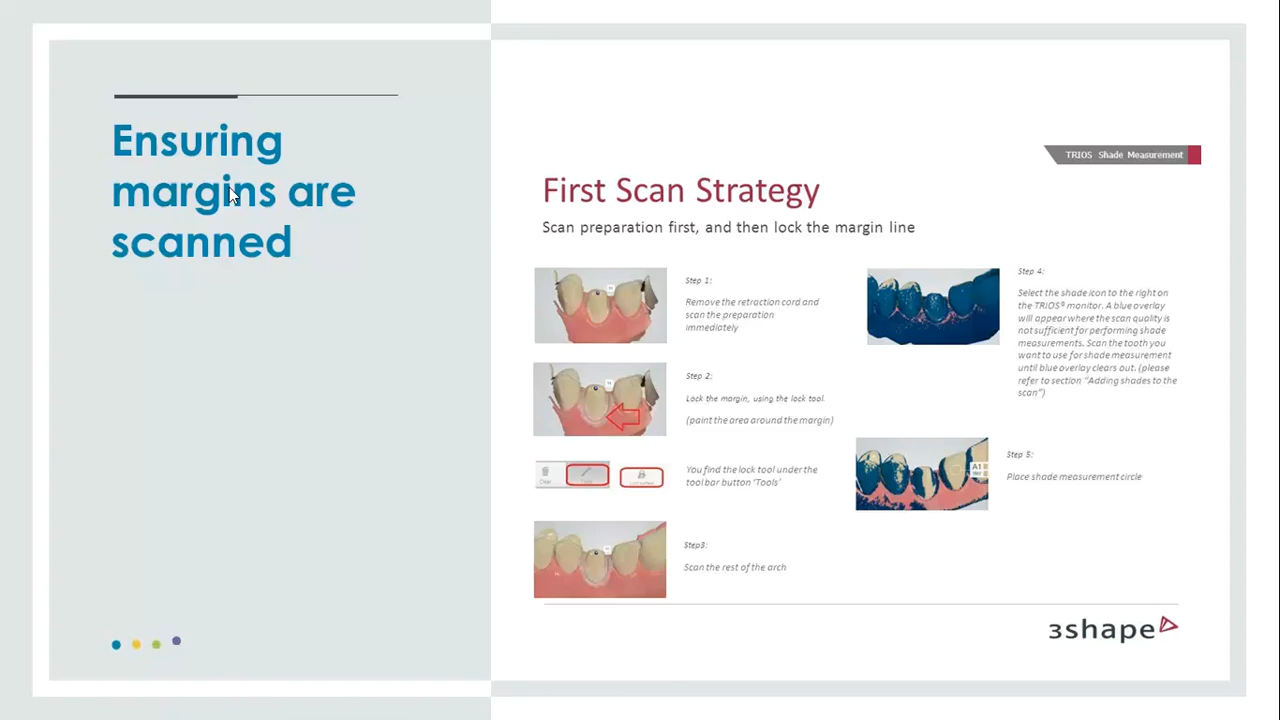 Ensuring
margins are
scanned
TRIOS Shade Measurement
First Scan Strategy
Scan preparation first, and then lock the margin line
Step 1:
Remove the retraction cord and
scan the preparation
immediately
Step 2:
Lock the margin, using the lock tool.
(paint the area around the margin)
Clear
You find the lock tool under the
tool bar button ‘Tools’
Step3:
Scan the rest of the arch
Step 4:
Select the shade icon to the right on
the TRIOS® monitor. A blue overlay
will appear where the scan quality is
not sufficient for performing shade
measurements. Scan the tooth you
want to use for shade measurement
until blue overlay clears out. (please
refer to section “Adding shades to the
scan”)
A1
Step 5:
Place shade measurement circle
3shape